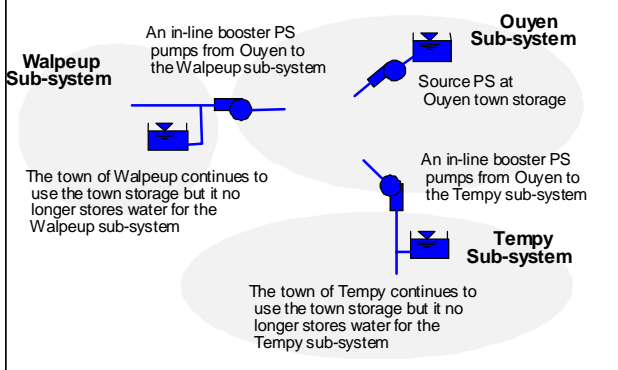 Ouyen
Sub-system
An in-line booster PS
pumps from Ouyen to
the Walpeup sub-system
Walpeup
Sub-system
Source PS at
Ouyen town storage
The town of Walpeup continues to
use the town storage but it no
longer stores water for the
Walpeup sub-system
An in-line booster PS
pumps from Ouyen to
the Tempy sub-system
Tempy
Sub-system
The town of Tempy continues to
use the town storage but it no
longer stores water for the
Tempy sub-system